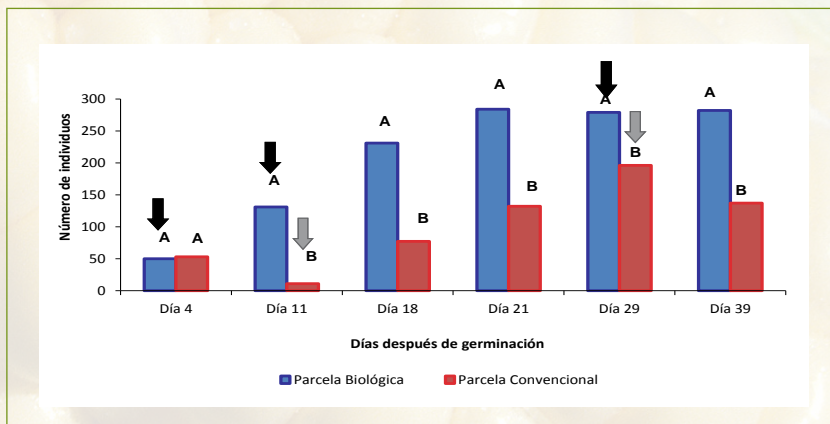 Número de individuos
300
250
200
150
100
50
0
A A
A B
A B
A B
A B
A B
Día 4 Día 11 Día 18 Día 21 Día 29 Día 39
Días después de germinación
Parcela Biológica Parcela Convencional